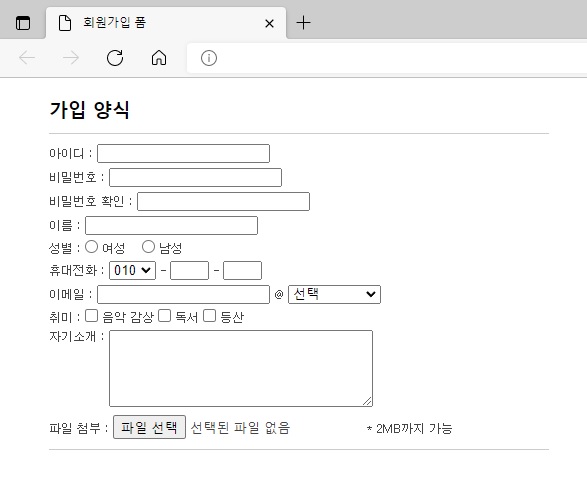 회원가입 폼
가입 양식
아이디 :
비밀번호 :
비밀번호 확인 :
이름 :
성별 : 여성 남성
휴대전화 : 010 - -
이메일 : @ 선택
취미 : 음악 감상 독서 등산
자기소개 :
파일 첨부 : 파일 선택 선택된 파일 없음 * 2MB까지 가능